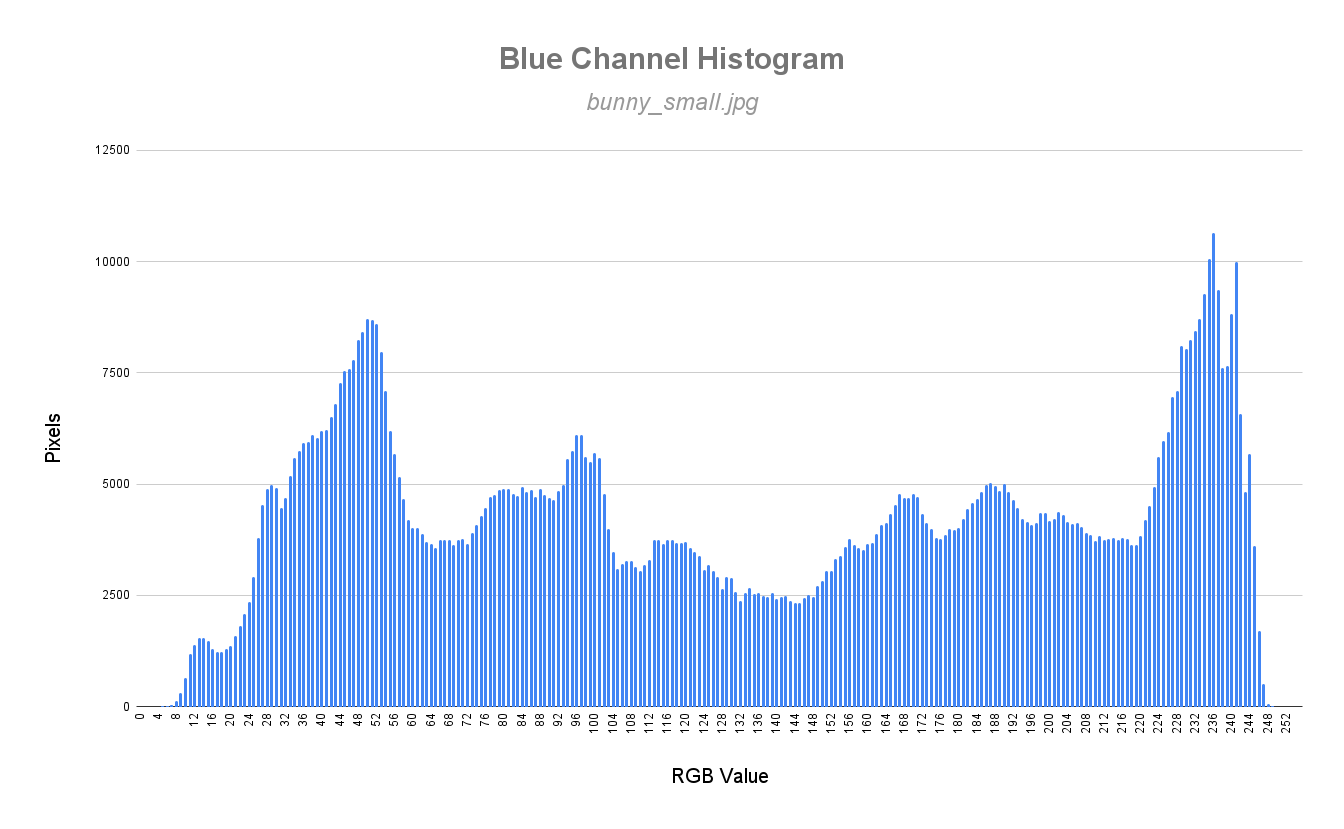 Blue Channel Histogram
bunny_small.jpg
12500
10000
7500
5000
2500
0
Pixels
0 4 8 12 16 20 24 28 32 36 40 44 48 52 56 60 64 68 72 76 80 84 88 92 96 100 104 108 112 116 120 124 128 132 136 140 144 148 152 156 160 164 168 172 176 180 184 188 192 196 200 204 208 212 216 220 224 228 232 236 240 244 248 252
RGB Value